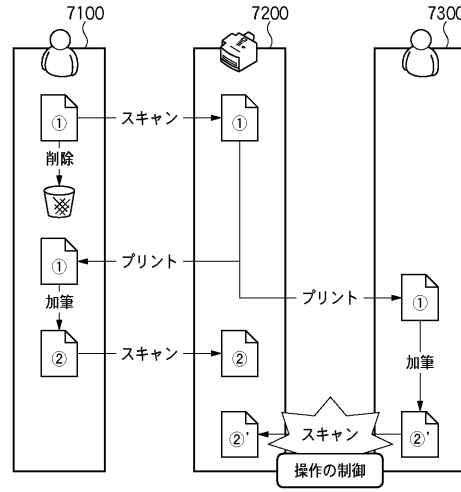 7100
7200
7300
① スキャン ①
削除
① プリント
プリント ①
加筆
② スキャン ②
加筆
②' スキャン ②'
操作の制御